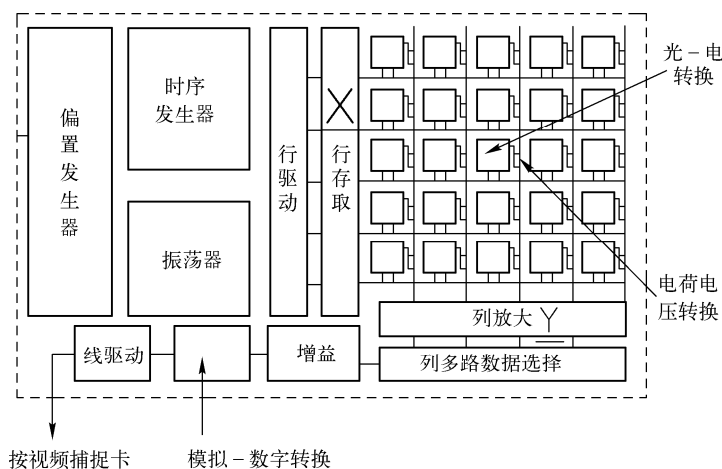 偏置发生器
时序
发生器
振荡器
行驱动
X
行存取
光－电
转换
电荷电
压转换
列放大 Y
列多路数据选择
线驱动
增益
按视频捕捉卡
模拟－数字转换